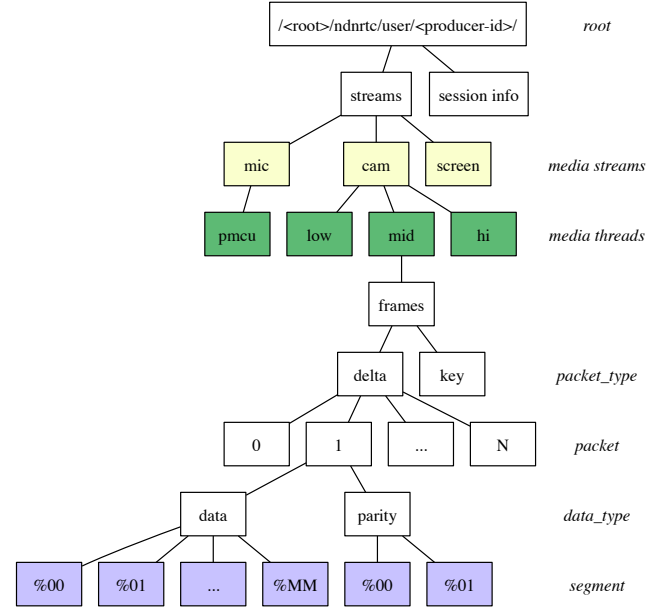 /<root>/ndnrtc/user/<producer-id>/ root
streams session info
mic cam screen media streams
pmcu low mid hi media threads
frames
delta key packet_type
0 1 ... N packet
data parity data_type
%00 %01 ... %MM %00 %01 segment